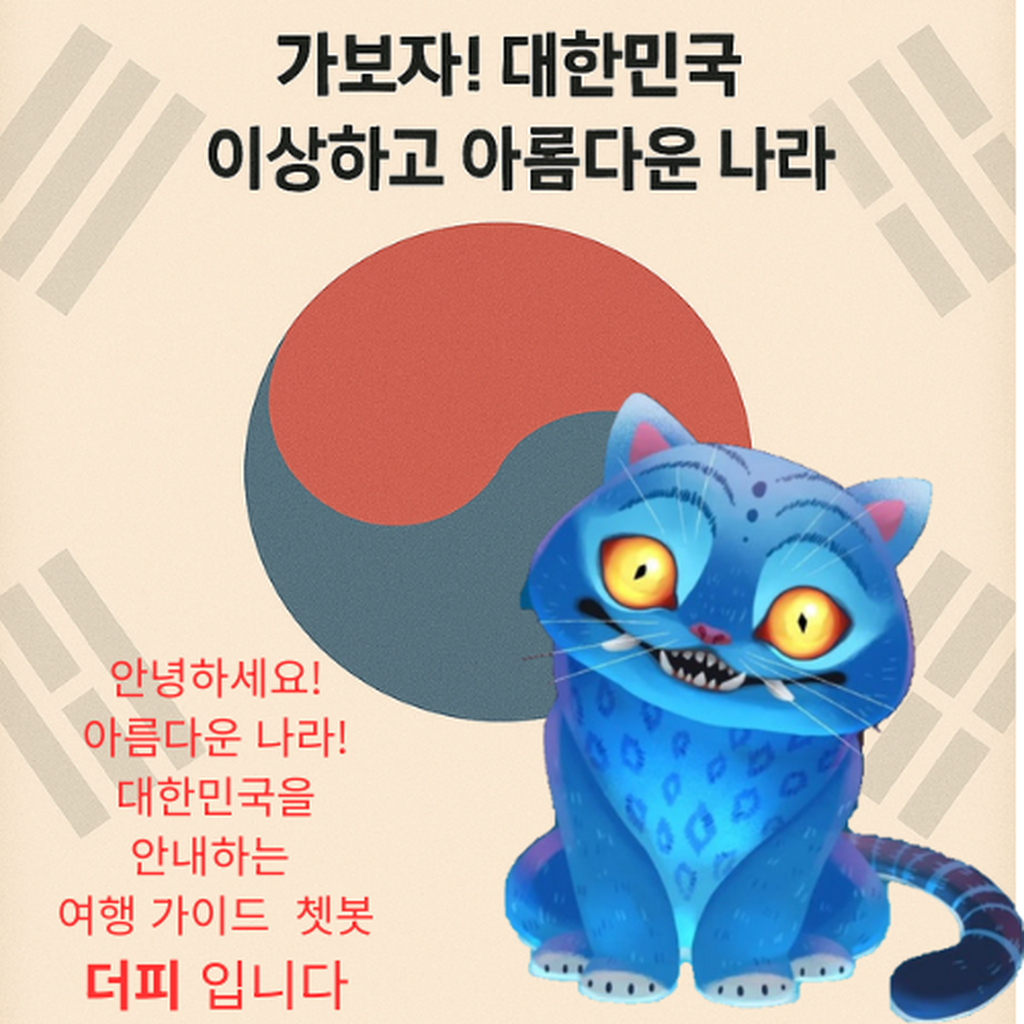 가보자! 대한민국
이상하고 아름다운 나라
안녕하세요!
아름다운 나라!
대한민국을
안내하는
여행 가이드 쳇봇
더피 입니다